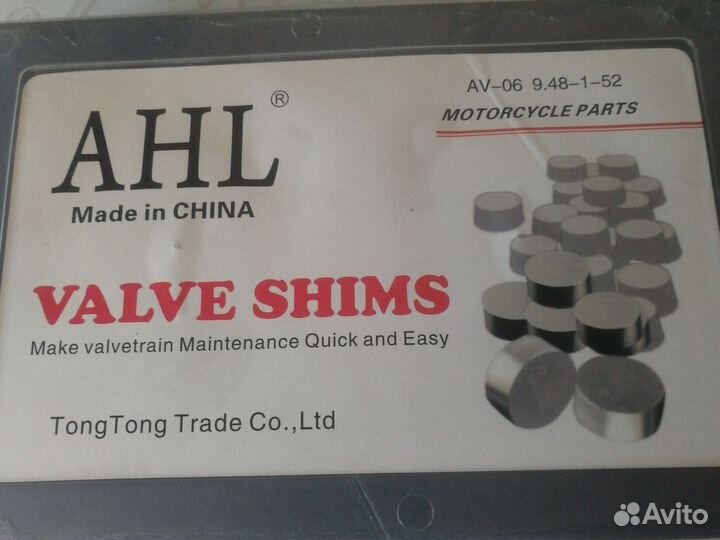 AHL®
Made in CHINA
AV-06 9.48-1-52
MOTORCYCLE PARTS
VALVE SHIMS
Make valvetrain Maintenance Quick and Easy
TongTong Trade Co.,Ltd
Avito